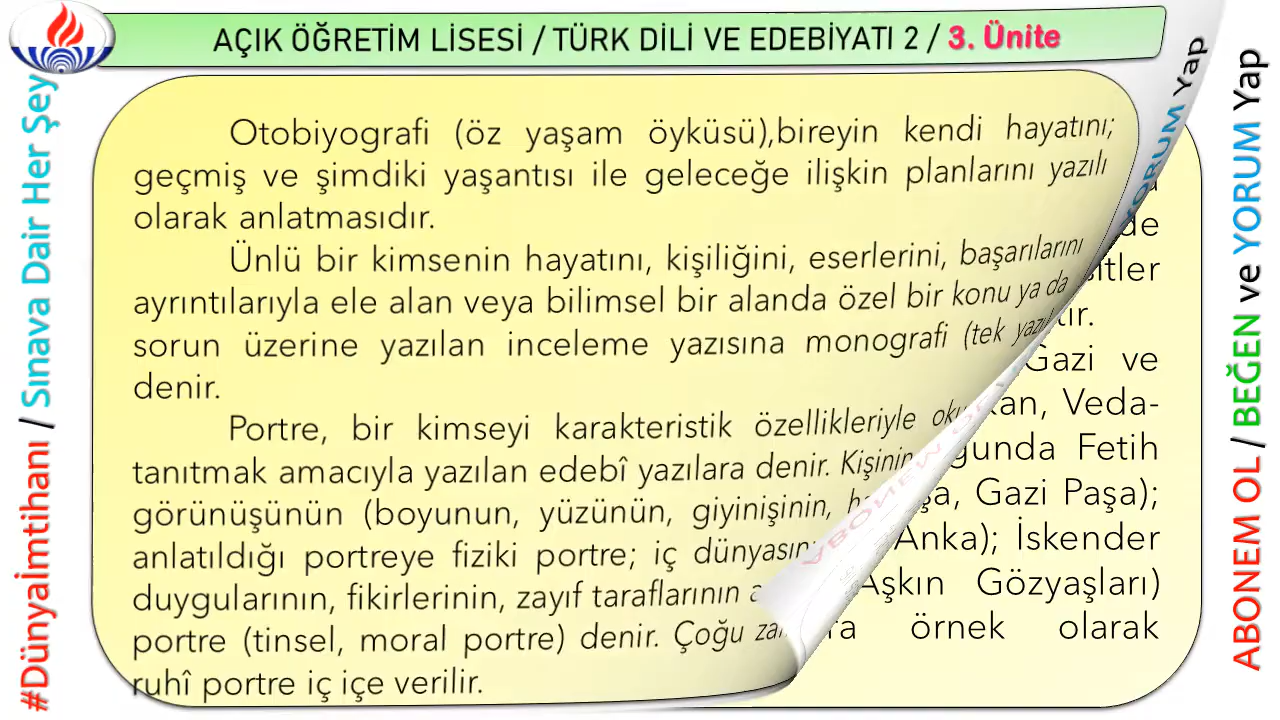 AÇIK ÖĞRETİM LİSESİ / TÜRK DİLİ VE EDEBİYATI 2 / 3. Ünite
#Dünyaİmtihanı / Sınava Dair Her Şey
Otobiyografi (öz yaşam öyküsü),bireyin kendi hayatını;
geçmiş ve şimdiki yaşantısı ile geleceğe ilişkin planlarını yazılı
olarak anlatmasıdır.
Ünlü bir kimsenin hayatını, kişiliğini, eserlerini, başarılarını
ayrıntılarıyla ele alan veya bilimsel bir alanda özel bir konu ya da
sorun üzerine yazılan inceleme yazısına monografi (tek
denir.
Portre, bir kimseyi karakteristik özellikleriyle
tanıtmak amacıyla yazılan edebî yazılara denir. Kişinin
görünüşünün (boyunun, yüzünün, giyinişinin,
anlatıldığı portreye fiziki portre; iç
duygularının, fikirlerinin, zayıf taraflarının
portre (tinsel, moral portre) denir. Çoğu
ruhî portre iç içe verilir.
Gazi ve
Veda-
Fetih
Gazi Paşa);
Anka); İskender
Aşkın Gözyaşları)
örnek olarak
YORUM Yap
ABONEM OL / BEĞEN ve YORUM Yap